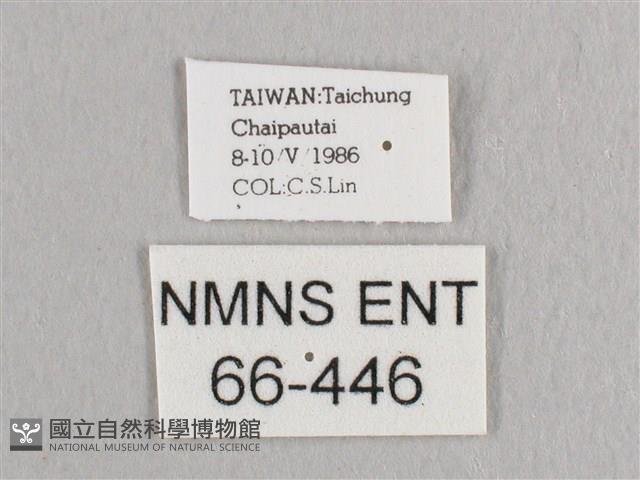 TAIWAN:Taichung
Chaipautai
8-10/V/1986
COL:C.S.Lin
NMNS ENT
66-446
國立自然科學博物館
NATIONAL MUSEUM OF NATURAL SCIENCE